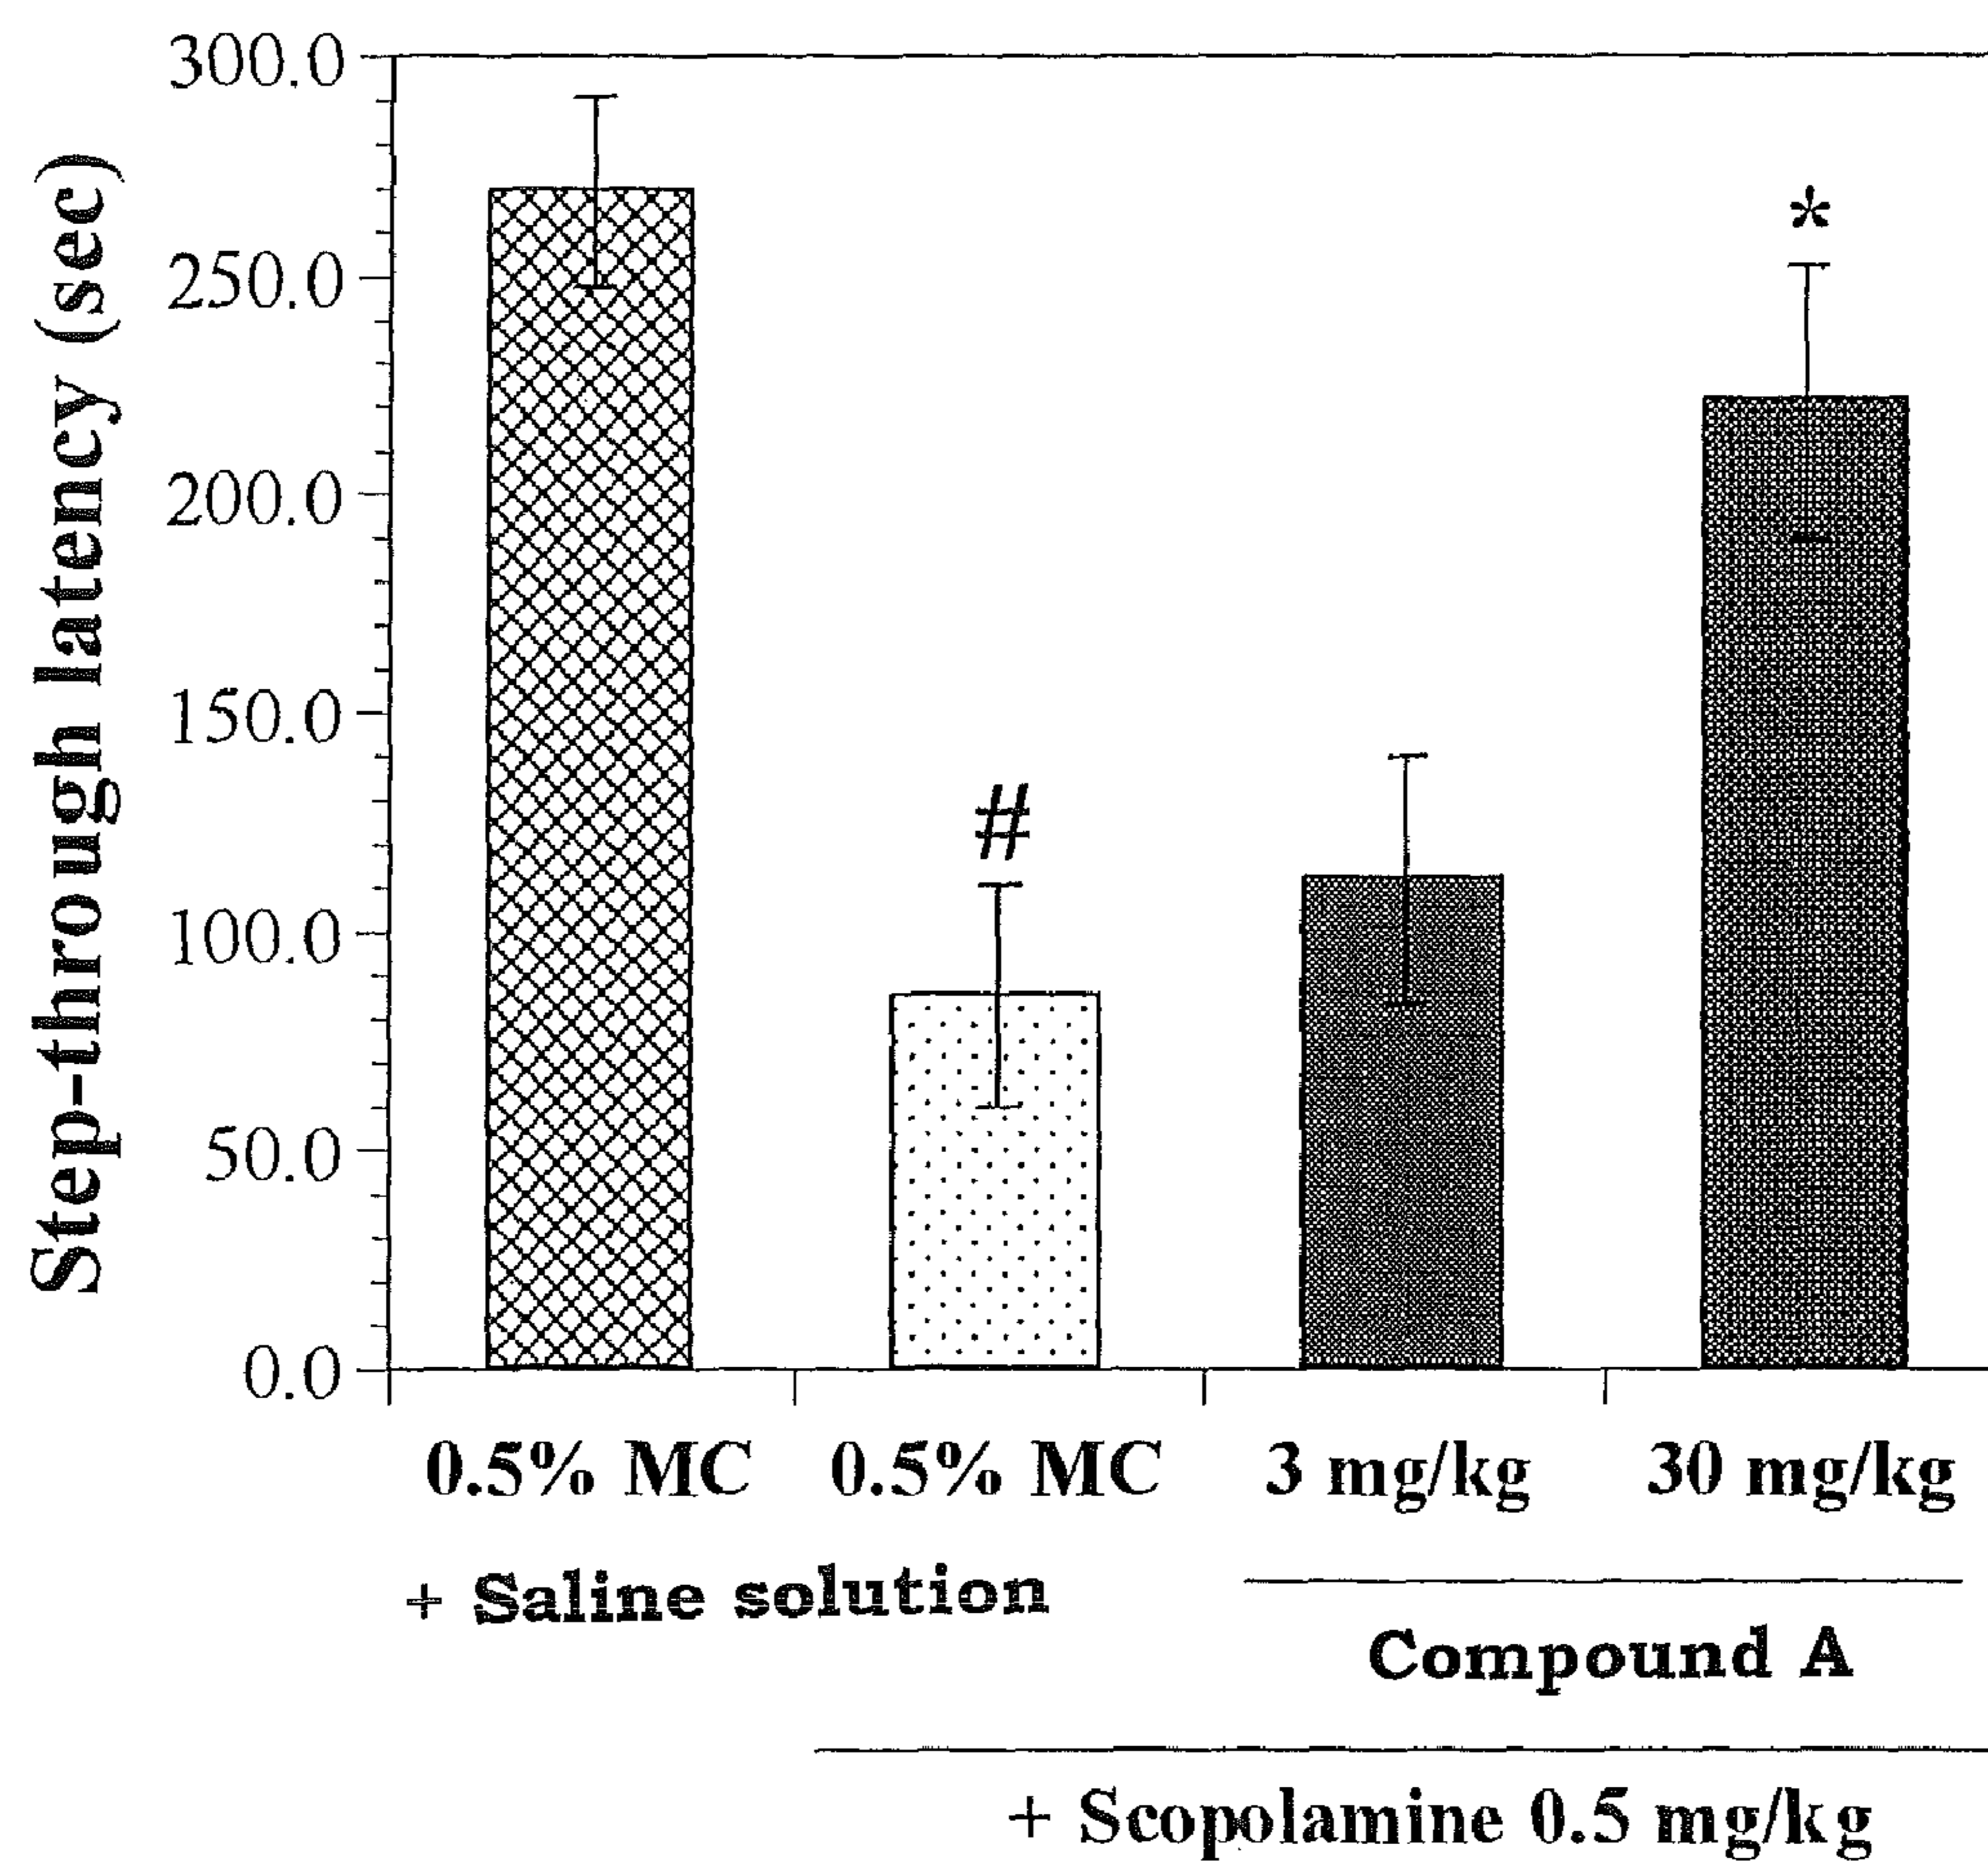 Step-through latency (sec)
300.0
250.0
200.0
150.0
100.0
50.0
0.0
#
*
0.5% MC 0.5% MC 3 mg/kg 30 mg/kg
+ Saline solution
Compound A
+ Scopolamine 0.5 mg/kg